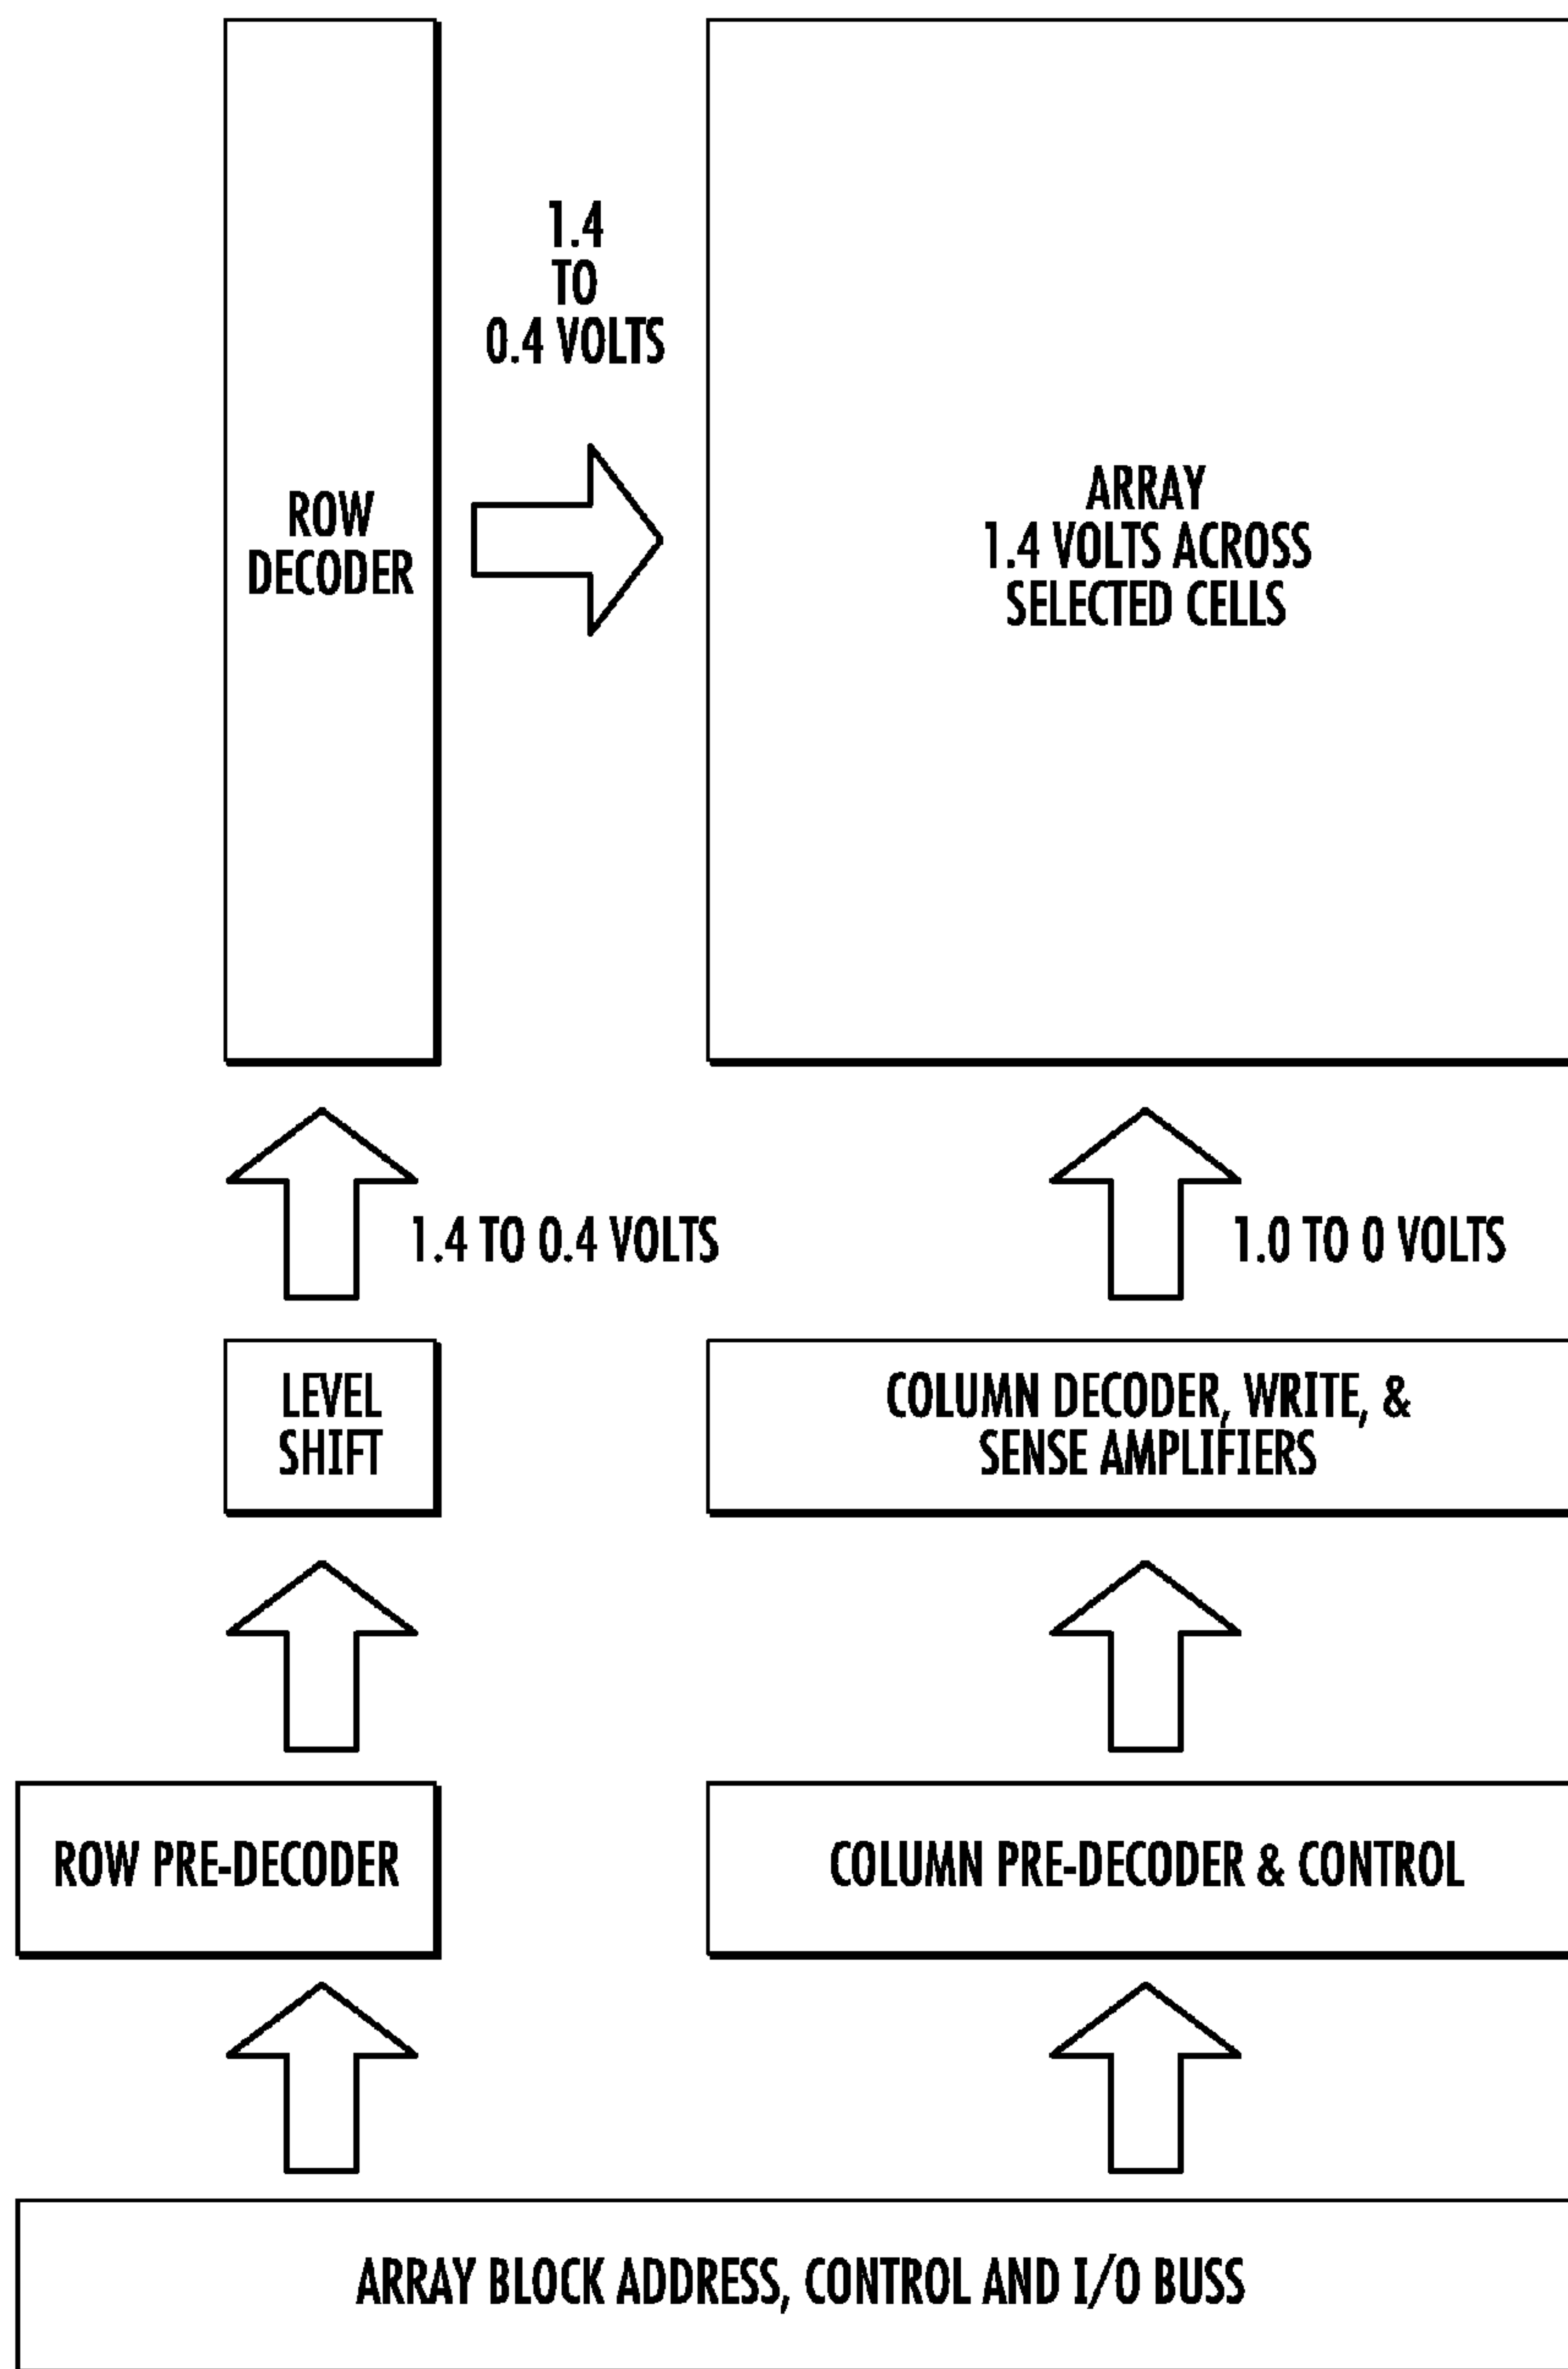 1.4
TO
0.4 VOLTS
ROW
DECODER
ARRAY
1.4 VOLTS ACROSS
SELECTED CELLS
1.4 TO 0.4 VOLTS
1.0 TO 0 VOLTS
LEVEL
SHIFT
COLUMN DECODER, WRITE, &
SENSE AMPLIFIERS
ROW PRE-DECODER
COLUMN PRE-DECODER & CONTROL
ARRAY BLOCK ADDRESS, CONTROL AND I/O BUSS